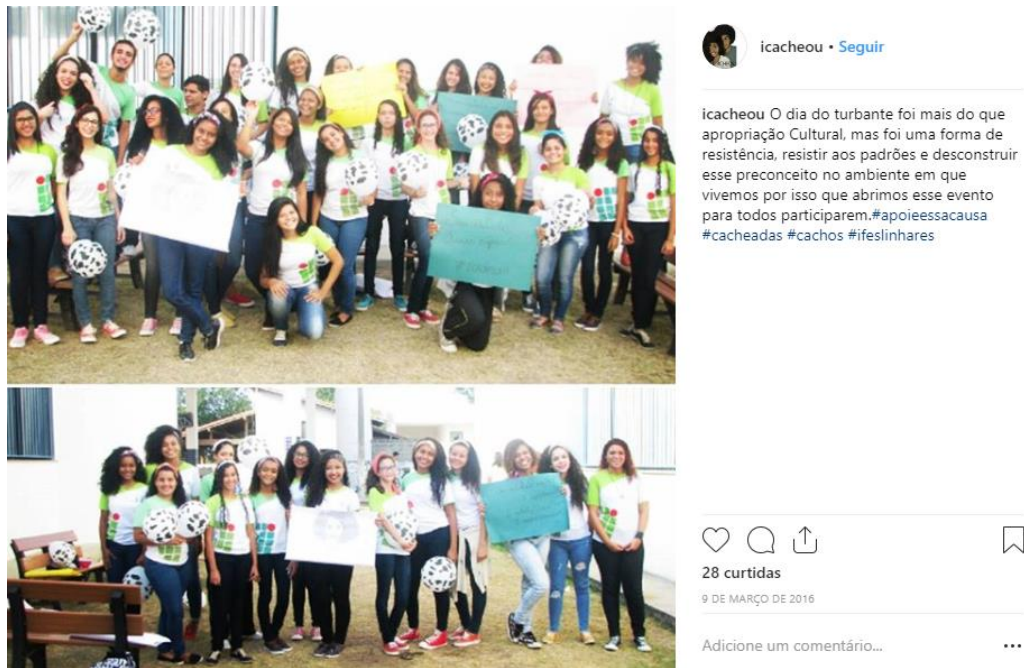 icacheou • Seguir
icacheou O dia do turbante foi mais do que
apropriação Cultural, mas foi uma forma de
resistência, resistir aos padrões e desconstruir
esse preconceito no ambiente em que
vivemos por isso que abrimos esse evento
para todos participarem.#apoieessacausa
#cacheadas #cachos #ifeslinhares
28 curtidas
9 DE MARÇO DE 2016
Adicione um comentário...